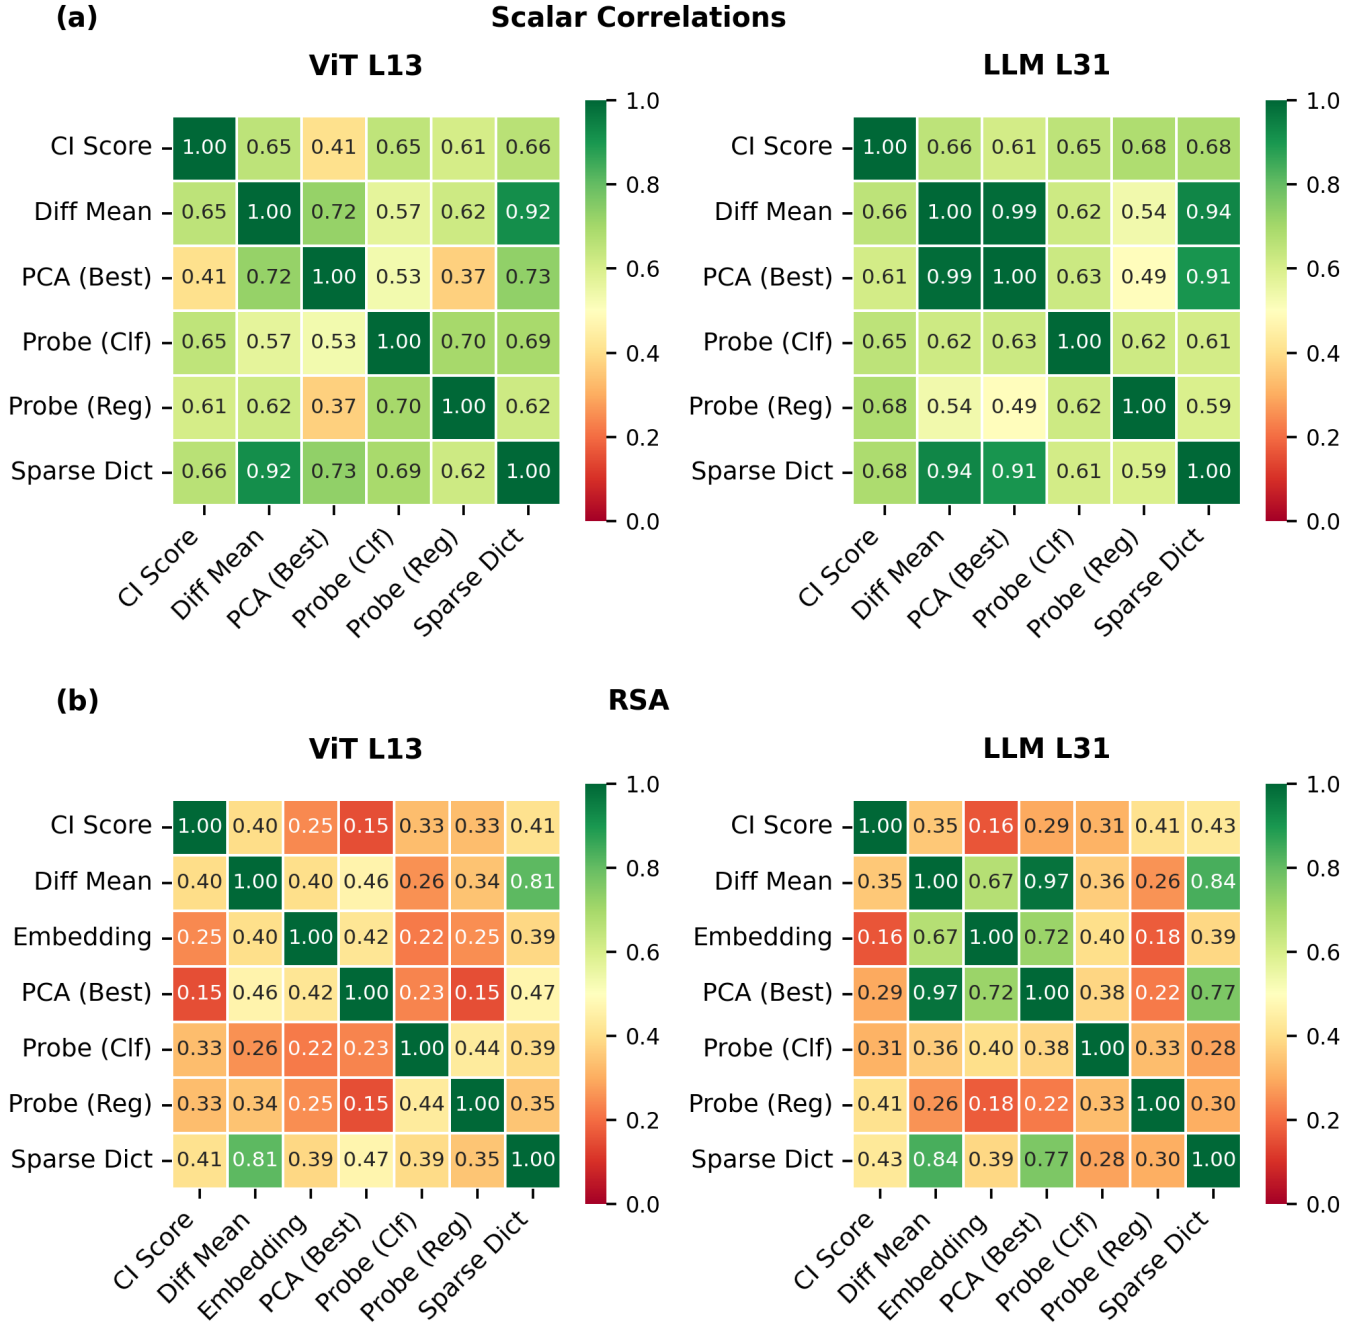 (a) Scalar Correlations
ViT L13
CI Score 1.00 0.65 0.41 0.65 0.61 0.66
Diff Mean 0.65 1.00 0.72 0.57 0.62 0.92
PCA (Best) 0.41 0.72 1.00 0.53 0.37 0.73
Probe (Clf) 0.65 0.57 0.53 1.00 0.70 0.69
Probe (Reg) 0.61 0.62 0.37 0.70 1.00 0.62
Sparse Dict 0.66 0.92 0.73 0.69 0.62 1.00
CI Score
Diff Mean
PCA (Best)
Probe (Clf)
Probe (Reg)
Sparse Dict
1.0
0.8
0.6
0.4
0.2
0.0
LLM L31
CI Score 1.00 0.66 0.61 0.65 0.68 0.68
Diff Mean 0.66 1.00 0.99 0.62 0.54 0.94
PCA (Best) 0.61 0.99 1.00 0.63 0.49 0.91
Probe (Clf) 0.65 0.62 0.63 1.00 0.62 0.61
Probe (Reg) 0.68 0.54 0.49 0.62 1.00 0.59
Sparse Dict 0.68 0.94 0.91 0.61 0.59 1.00
CI Score
Diff Mean
PCA (Best)
Probe (Clf)
Probe (Reg)
Sparse Dict
1.0
0.8
0.6
0.4
0.2
0.0
(b) RSA
ViT L13
CI Score 1.00 0.40 0.25 0.15 0.33 0.33 0.41
Diff Mean 0.40 1.00 0.40 0.46 0.26 0.34 0.81
Embedding 0.25 0.40 1.00 0.42 0.22 0.25 0.39
PCA (Best) 0.15 0.46 0.42 1.00 0.23 0.15 0.47
Probe (Clf) 0.33 0.26 0.22 0.23 1.00 0.44 0.39
Probe (Reg) 0.33 0.34 0.25 0.15 0.44 1.00 0.35
Sparse Dict 0.41 0.81 0.39 0.47 0.39 0.35 1.00
CI Score
Diff Mean
Embedding
PCA (Best)
Probe (Clf)
Probe (Reg)
Sparse Dict
1.0
0.8
0.6
0.4
0.2
0.0
LLM L31
CI Score 1.00 0.35 0.16 0.29 0.31 0.41 0.43
Diff Mean 0.35 1.00 0.67 0.97 0.36 0.26 0.84
Embedding 0.16 0.67 1.00 0.72 0.40 0.18 0.39
PCA (Best) 0.29 0.97 0.72 1.00 0.38 0.22 0.77
Probe (Clf) 0.31 0.36 0.40 0.38 1.00 0.33 0.28
Probe (Reg) 0.41 0.26 0.18 0.22 0.33 1.00 0.30
Sparse Dict 0.43 0.84 0.39 0.77 0.28 0.30 1.00
CI Score
Diff Mean
Embedding
PCA (Best)
Probe (Clf)
Probe (Reg)
Sparse Dict
1.0
0.8
0.6
0.4
0.2
0.0